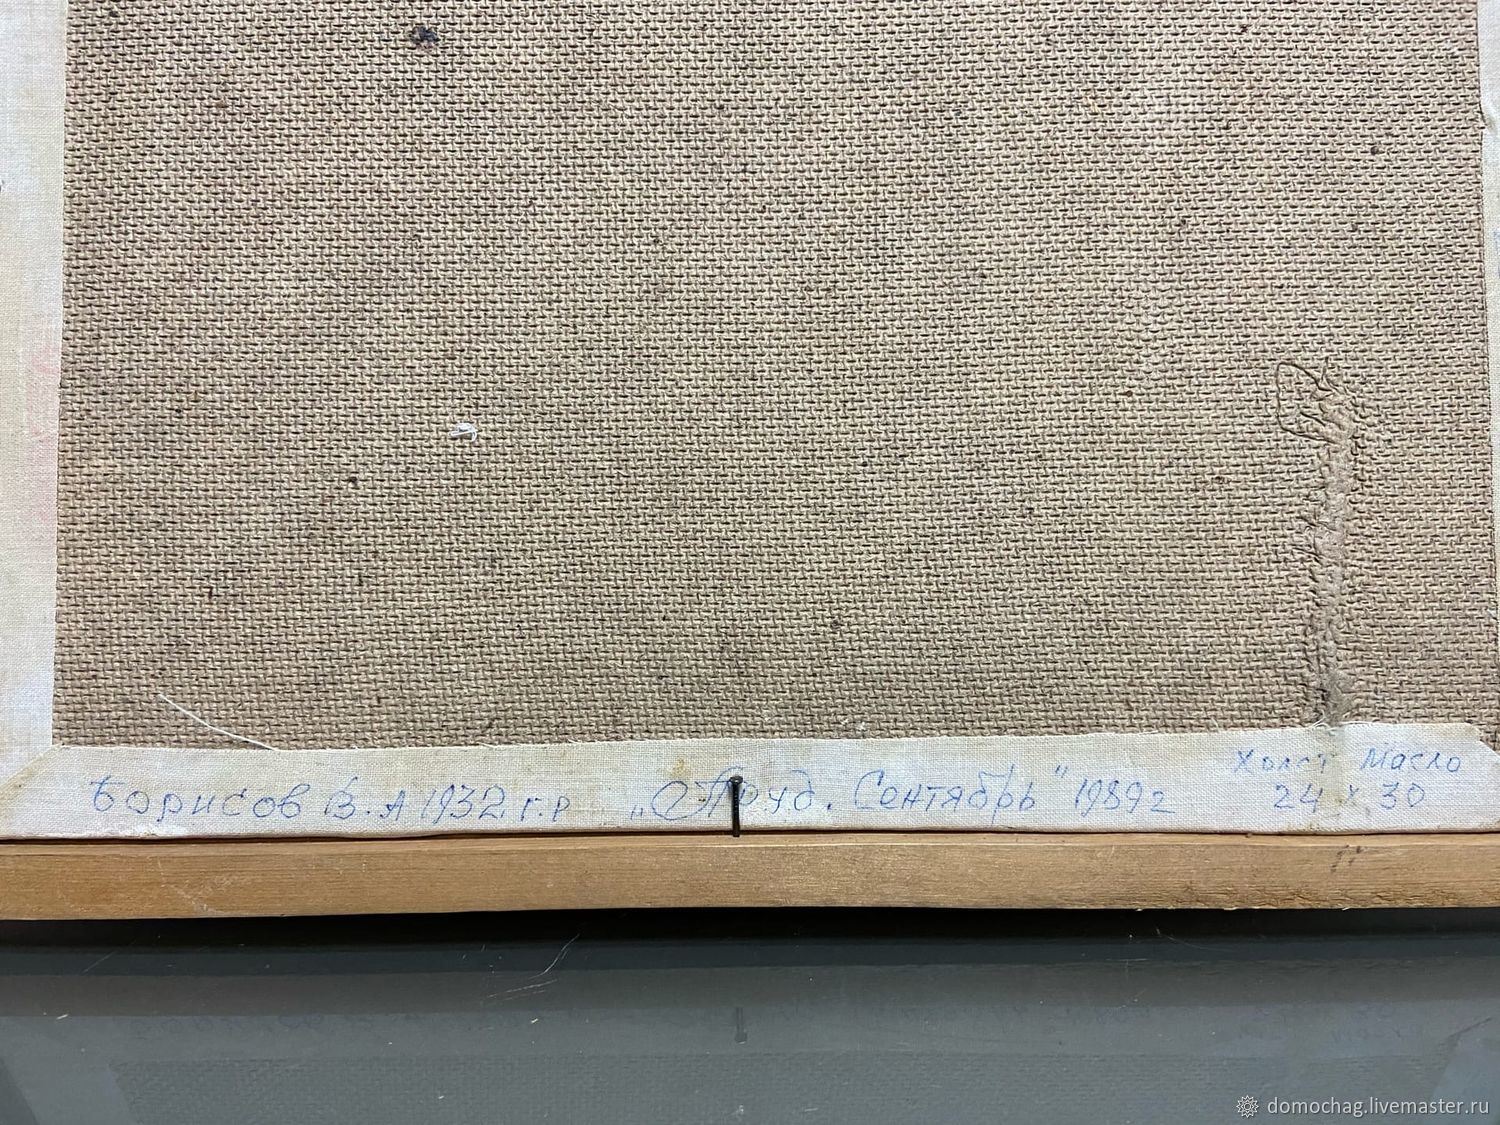 Борисов В.А 1932 г.р „Пруд. Сентябрь" 1989г
Холст Масло
24 х 30
domochag.livemaster.ru